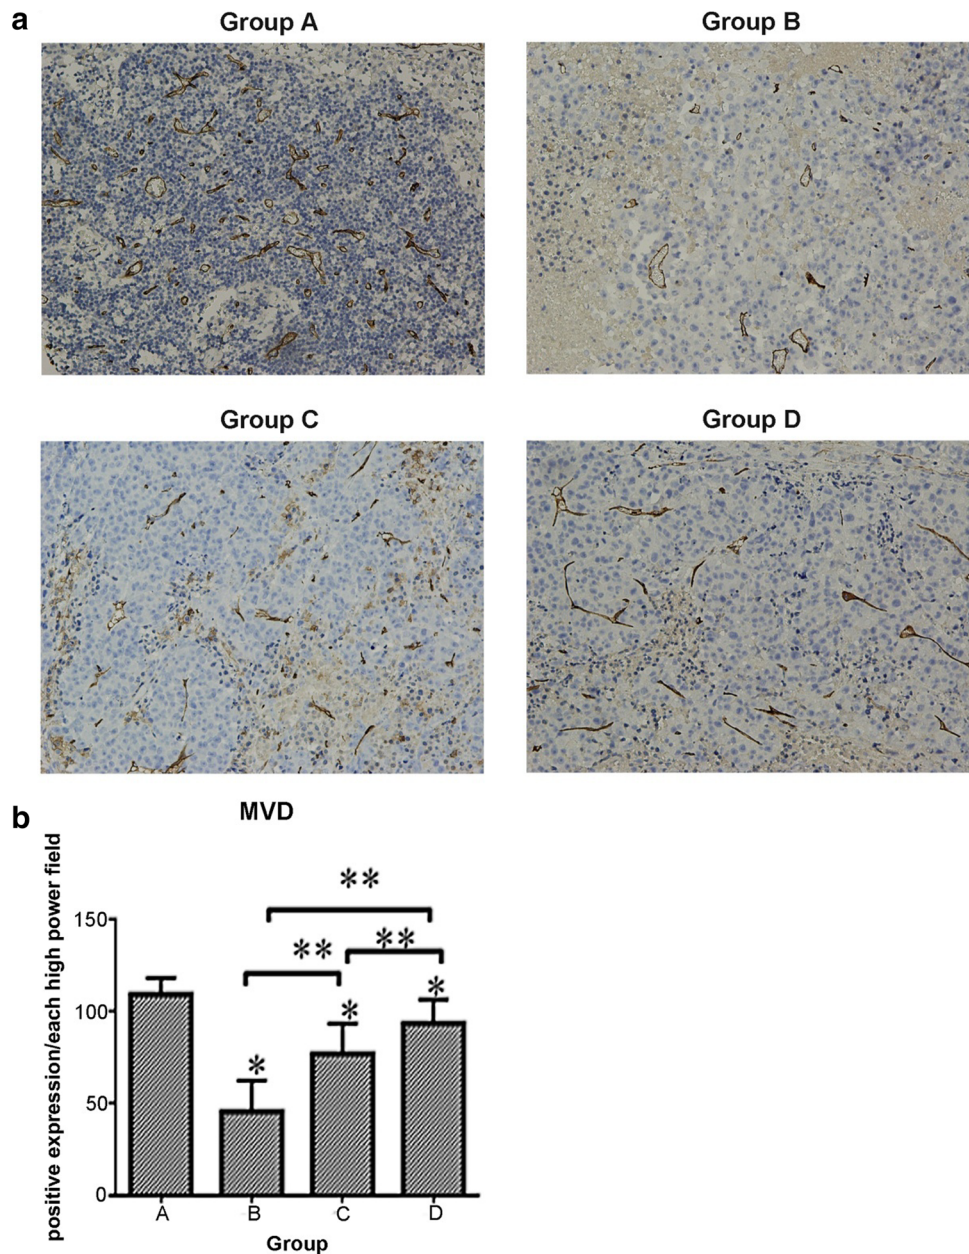 a
Group A
Group B
Group C
Group D
b
MVD
positive expression/each high power field
150
100
50
0
**
**
**
*
*
*
A
B
C
D
Group